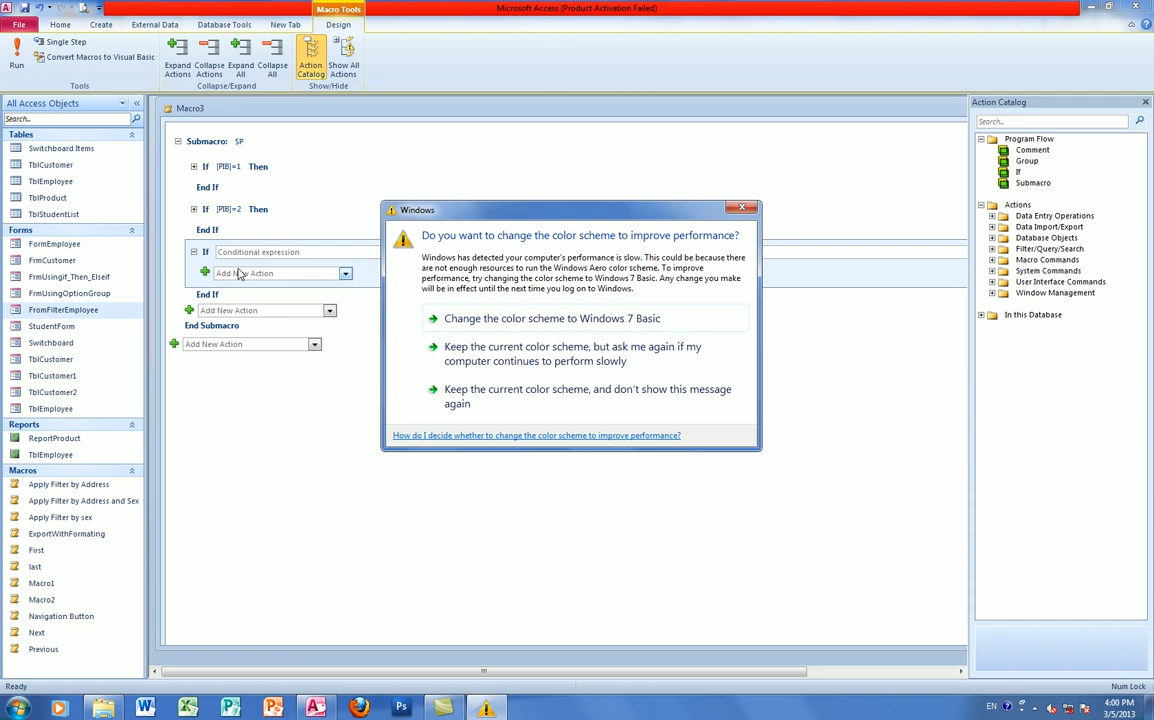 Macro Tools
Microsoft Access (Product Activation Failed)
File
Home
Create
External Data
Database Tools
New Tab
Design
Run
Single Step
Convert Macros to Visual Basic
Tools
Expand Actions
Collapse Actions
Expand All
Collapse All
Collapse/Expand
Action Catalog
Show All Actions
Show/Hide
All Access Objects
Search...
Tables
Switchboard Items
TblCustomer
TblEmployee
TblProduct
TblStudentList
Forms
FormEmployee
FrmCustomer
FrmUsingif_Then_Elseif
FrmUsingOptionGroup
FromFilterEmployee
StudentForm
Switchboard
TblCustomer
TblCustomer1
TblCustomer2
TblEmployee
Reports
ReportProduct
TblEmployee
Macros
Apply Filter by Address
Apply Filter by Address and Sex
Apply Filter by sex
ExportWithFormating
First
last
Macro1
Macro2
Navigation Button
Next
Previous
Macro3
Submacro: SP
If [PIB]=1 Then
End If
If [PIB]=2 Then
End If
If Conditional expression
Add New Action
End If
Add New Action
End Submacro
Add New Action
Windows
Do you want to change the color scheme to improve performance?
Windows has detected your computer's performance is slow. This could be because
there are not enough resources to run the Windows Aero color scheme. To improve
performance, try changing the color scheme to Windows 7 Basic. Any change you make
will be in effect until the next time you log on to Windows.
Change the color scheme to Windows 7 Basic
Keep the current color scheme, but ask me again if my
computer continues to perform slowly
Keep the current color scheme, and don't show this message
again
How do I decide whether to change the color scheme to improve performance?
Action Catalog
Search...
Program Flow
Comment
Group
If
Submacro
Actions
Data Entry Operations
Data Import/Export
Database Objects
Filter/Query/Search
Macro Commands
System Commands
User Interface Commands
Window Management
In this Database
Ready
Num Lock
EN
4:00 PM
3/5/2013